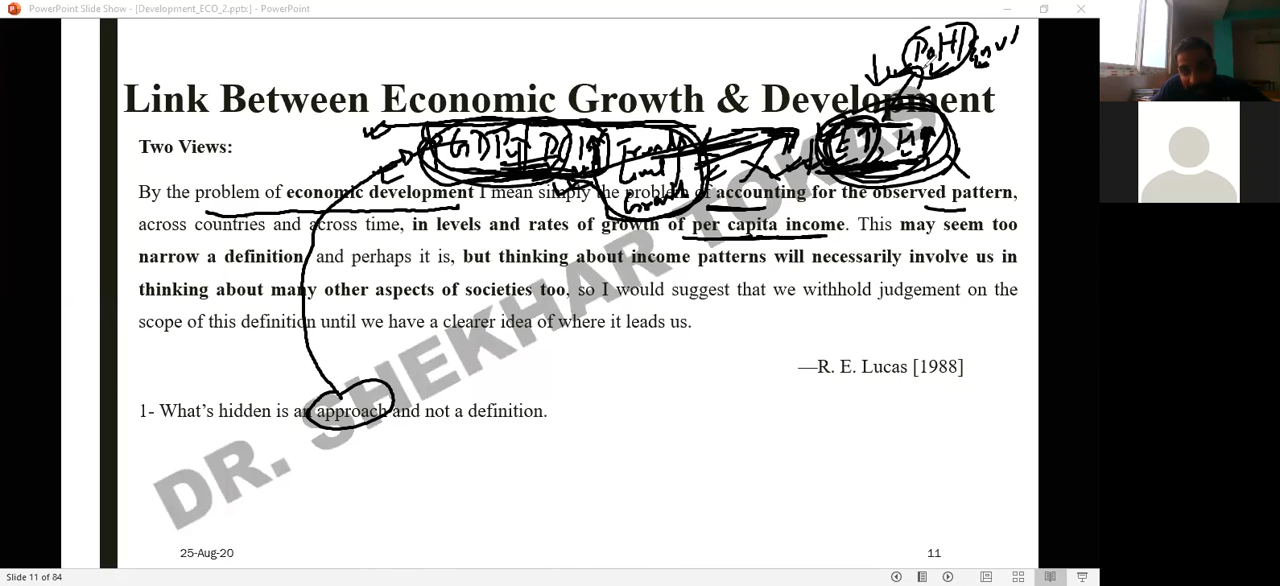 PowerPoint Slide Show - [Development_ECO_2.pptx] - PowerPoint
Link Between Economic Growth & Development
Two Views:
By the problem of economic development I mean simply the problem of accounting for the observed pattern,
across countries and across time, in levels and rates of growth of per capita income. This may seem too
narrow a definition, and perhaps it is, but thinking about income patterns will necessarily involve us in
thinking about many other aspects of societies too, so I would suggest that we withhold judgement on the
scope of this definition until we have a clearer idea of where it leads us.
—R. E. Lucas [1988]
1- What's hidden is an approach and not a definition.
DR. SHEKHAR TOKAS
25-Aug-20
11
Slide 11 of 84
GDP